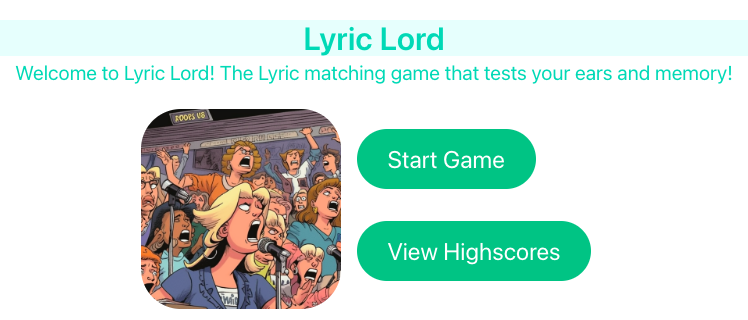 Lyric Lord
Welcome to Lyric Lord! The Lyric matching game that tests your ears and memory!
Start Game
View Highscores